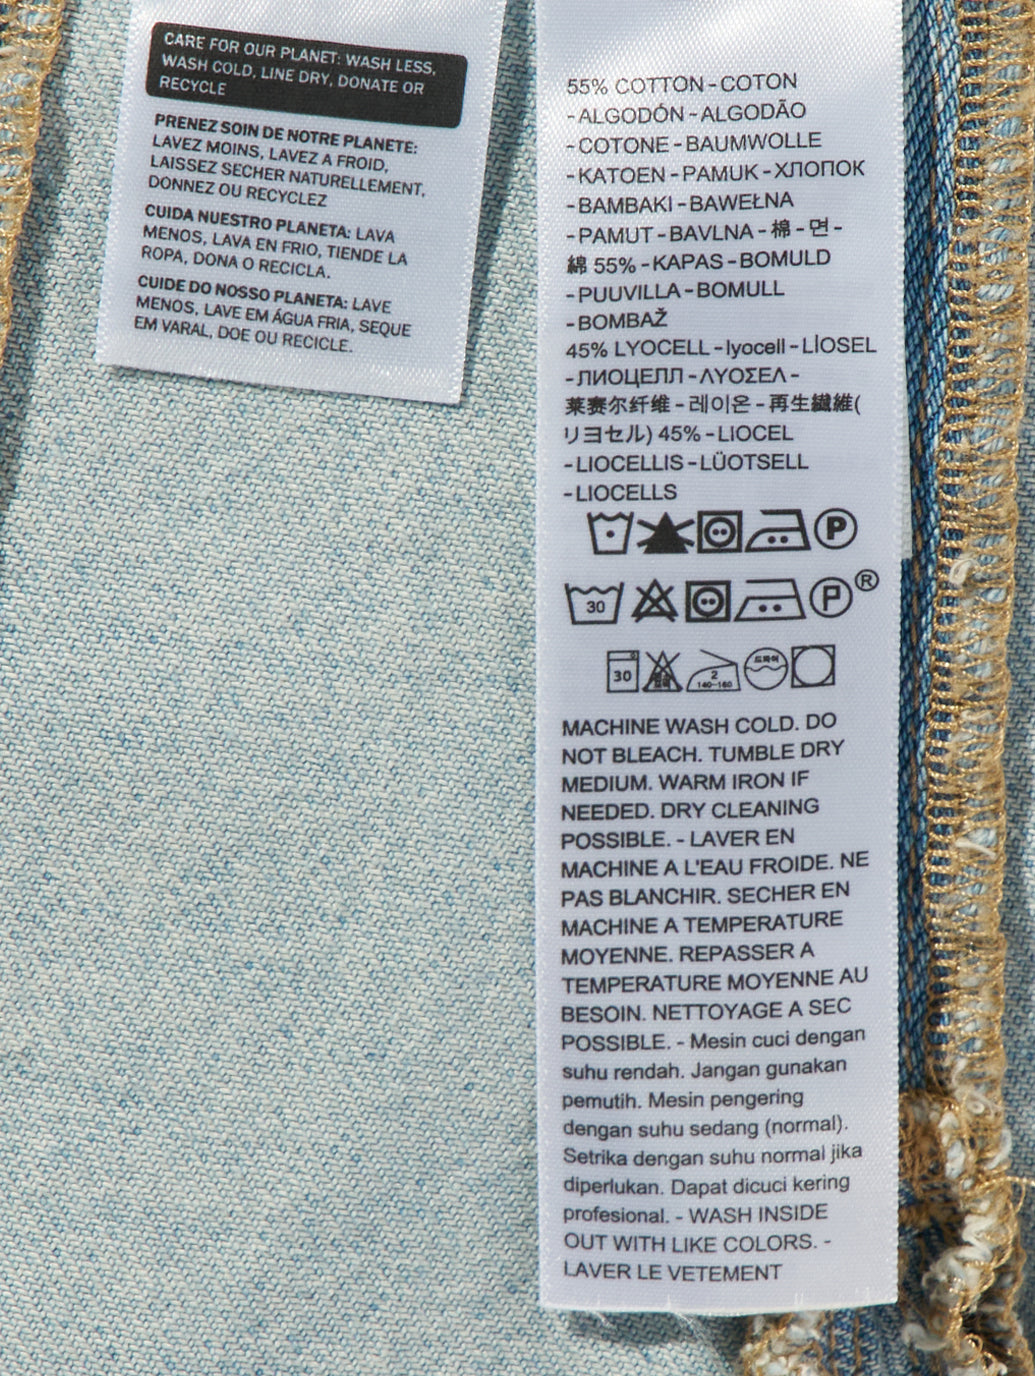 CARE FOR OUR PLANET: WASH LESS,
WASH COLD, LINE DRY, DONATE OR
RECYCLE
PRENEZ SOIN DE NOTRE PLANETE:
LAVEZ MOINS, LAVEZ A FROID,
LAISSEZ SECHER NATURELLEMENT,
DONNEZ OU RECYCLEZ
CUIDA NUESTRO PLANETA: LAVA
MENOS, LAVA EN FRIO, TIENDE LA
ROPA, DONA O RECICLA.
CUIDE DO NOSSO PLANETA: LAVE
MENOS, LAVE EM ÁGUA FRIA, SEQUE
EM VARAL, DOE OU RECICLE.
55% COTTON - COTON
- ALGODÓN - ALGODÃO
- COTONE - BAUMWOLLE
- KATOEN - PAMUK - ХЛОПОК
- BAMBAKI - BAWEŁNA
- PAMUT - BAVLNA - 棉 - 면 -
綿 55% - KAPAS - BOMULD
- PUUVILLA - BOMULL
- BOMBAŽ
45% LYOCELL - lyocell - LİOSEL
- ЛИОЦЕЛЛ - ΛΥΟΣΕΛ -
莱赛尔纤维 - 레이온 - 再生繊維(
リヨセル) 45% - LIOCEL
- LIOCELLIS - LÜOTSELL
- LIOCELLS
P
30 P ®
30 2 드라이
140~160
MACHINE WASH COLD. DO
NOT BLEACH. TUMBLE DRY
MEDIUM. WARM IRON IF
NEEDED. DRY CLEANING
POSSIBLE. - LAVER EN
MACHINE A L'EAU FROIDE. NE
PAS BLANCHIR. SECHER EN
MACHINE A TEMPERATURE
MOYENNE. REPASSER A
TEMPERATURE MOYENNE AU
BESOIN. NETTOYAGE A SEC
POSSIBLE. - Mesin cuci dengan
suhu rendah. Jangan gunakan
pemutih. Mesin pengering
dengan suhu sedang (normal).
Setrika dengan suhu normal jika
diperlukan. Dapat dicuci kering
profesional. - WASH INSIDE
OUT WITH LIKE COLORS. -
LAVER LE VETEMENT